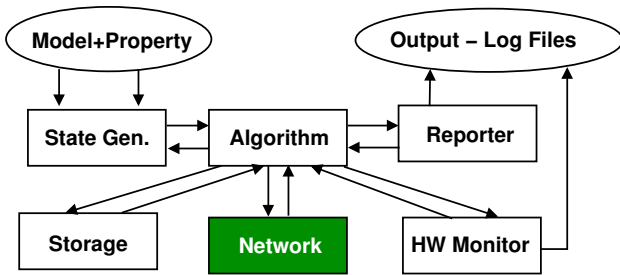 Model+Property
Output – Log Files
State Gen.
Algorithm
Reporter
Storage
Network
HW Monitor